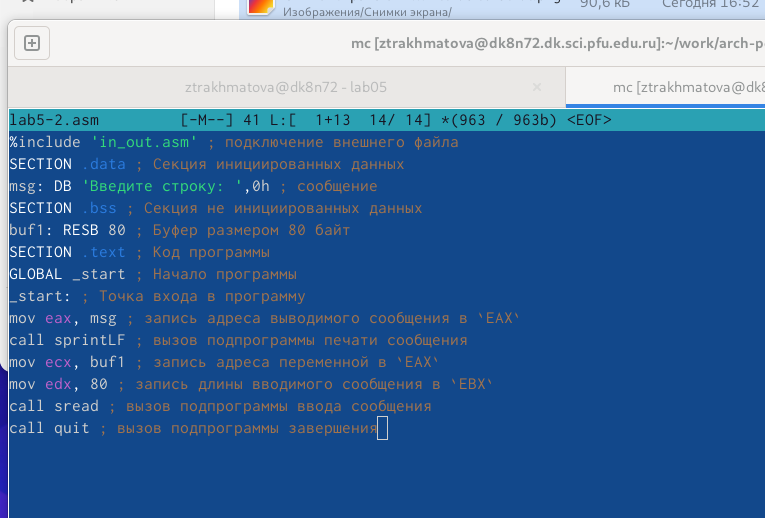 Изображения/Снимки экрана/
90,6 кБ
Сегодня 16:52
mc [ztrakhmatova@dk8n72.dk.sci.pfu.edu.ru]:~/work/arch-p
ztrakhmatova@dk8n72 - lab05 ×
mc [ztrakhmatova@dk8
lab5-2.asm [-M--] 41 L:[ 1+13 14/ 14] *(963 / 963b) <EOF>
%include 'in_out.asm' ; подключение внешнего файла
SECTION .data ; Секция инициированных данных
msg: DB 'Введите строку: ',0h ; сообщение
SECTION .bss ; Секция не инициированных данных
buf1: RESB 80 ; Буфер размером 80 байт
SECTION .text ; Код программы
GLOBAL _start ; Начало программы
_start: ; Точка входа в программу
mov eax, msg ; запись адреса выводимого сообщения в `EAX`
call sprintLF ; вызов подпрограммы печати сообщения
mov ecx, buf1 ; запись адреса переменной в `EAX`
mov edx, 80 ; запись длины вводимого сообщения в `EBX`
call sread ; вызов подпрограммы ввода сообщения
call quit ; вызов подпрограммы завершения